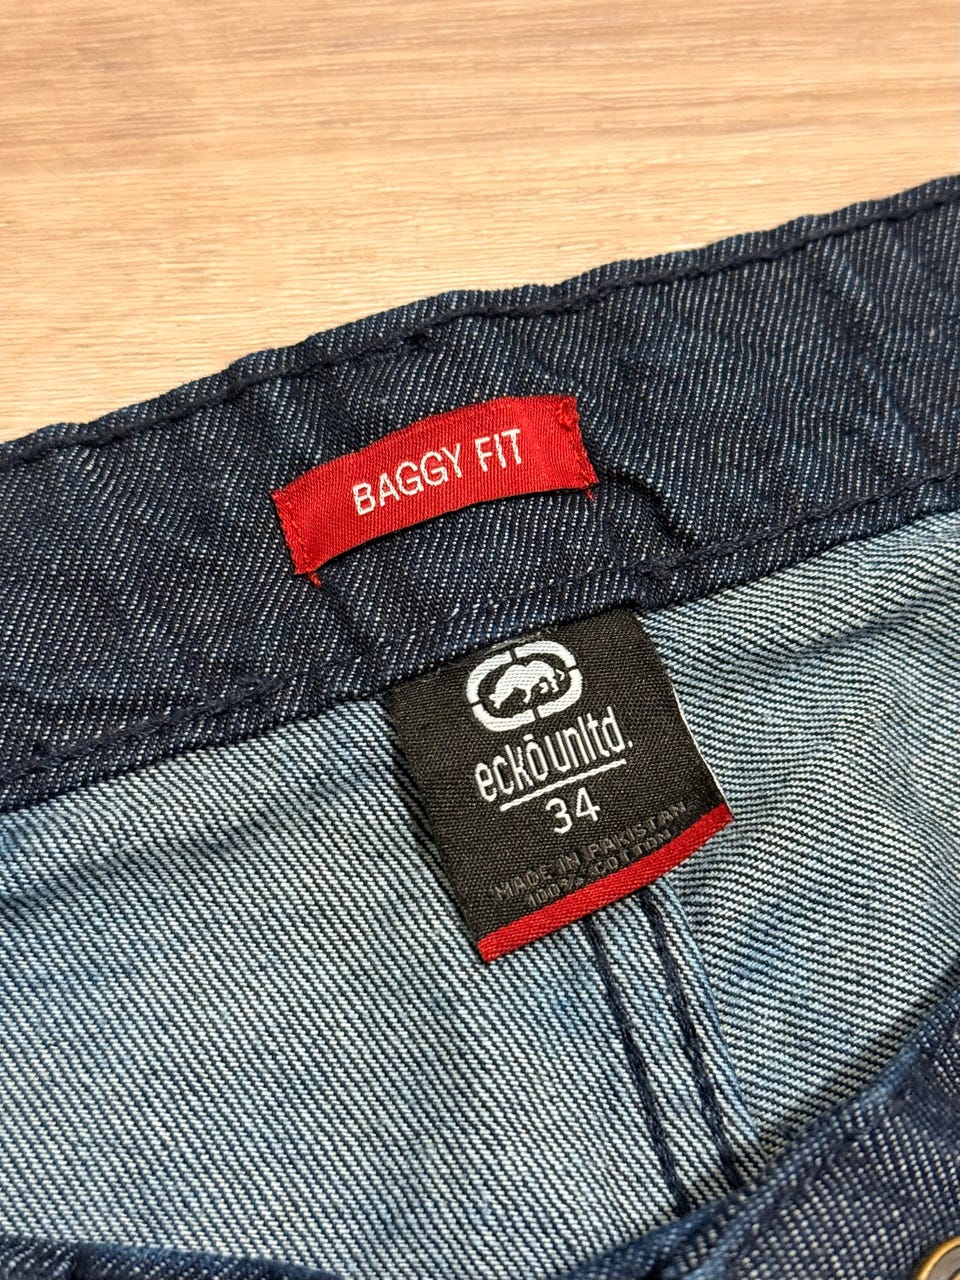 BAGGY FIT
eckō unltd.
34
MADE IN PAKISTAN
100% COTTON